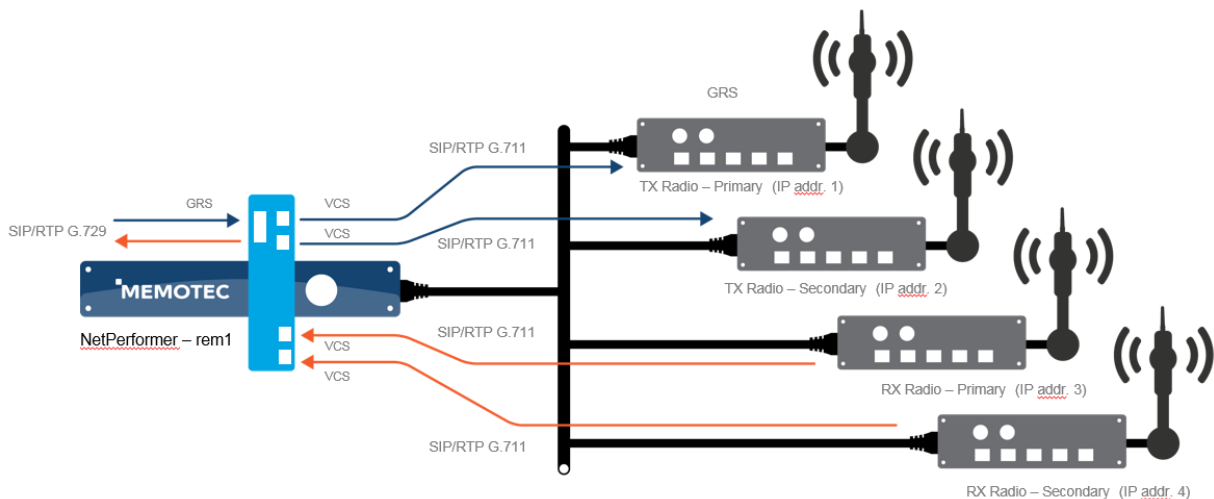 GRS
SIP/RTP G.711
TX Radio – Primary (IP addr. 1)
GRS
VCS
SIP/RTP G.729
VCS
SIP/RTP G.711
MEMOTEC
TX Radio – Secondary (IP addr. 2)
NetPerformer – rem1
SIP/RTP G.711
VCS
VCS
RX Radio – Primary (IP addr. 3)
SIP/RTP G.711
RX Radio – Secondary (IP addr. 4)